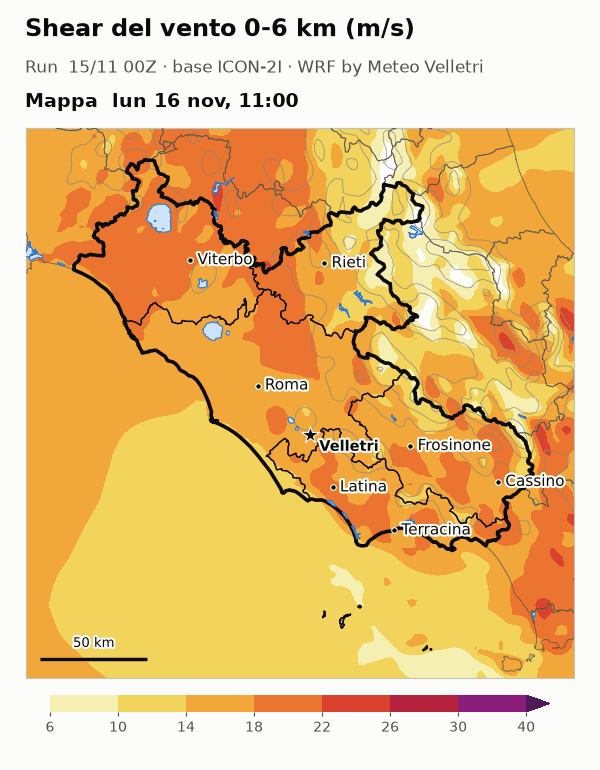 Shear del vento 0-6 km (m/s)
Run  15/11 00Z · base ICON-2I · WRF by Meteo Velletri
Mappa  lun 16 nov, 11:00
Viterbo
Rieti
Roma
Velletri
Frosinone
Latina
Cassino
Terracina
50 km
6 10 14 18 22 26 30 40